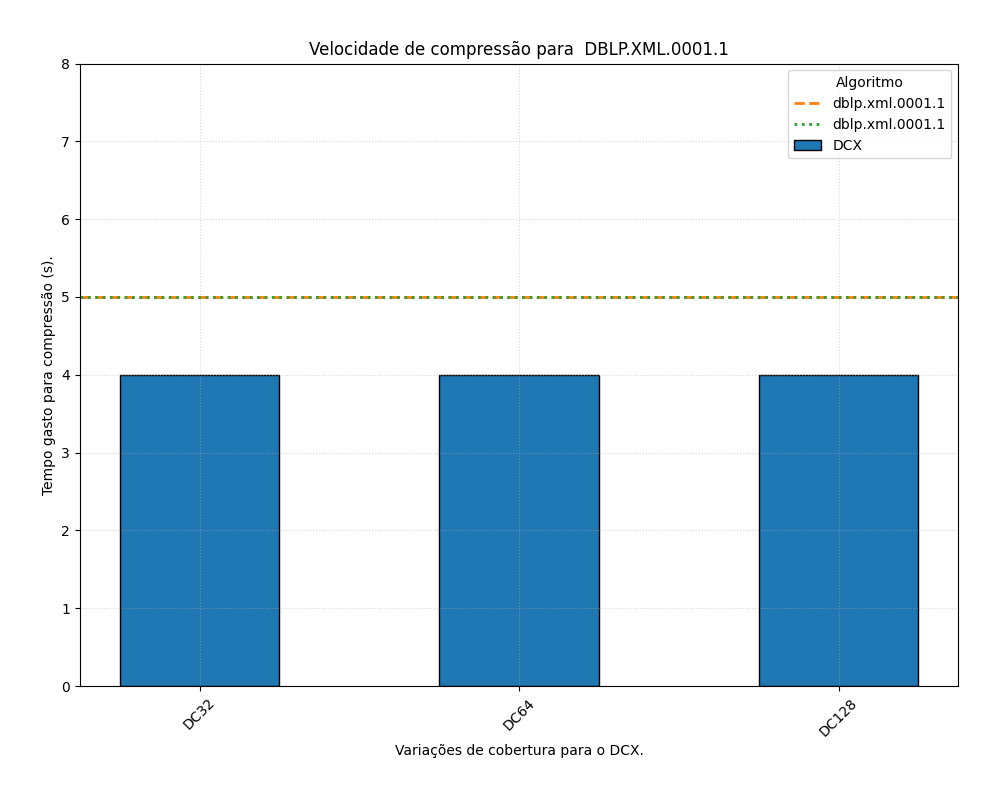 Velocidade de compressão para  DBLP.XML.0001.1
Algoritmo
dblp.xml.0001.1
dblp.xml.0001.1
DCX
Tempo gasto para compressão (s).
8
7
6
5
4
3
2
1
0
DC32
DC64
DC128
Variações de cobertura para o DCX.